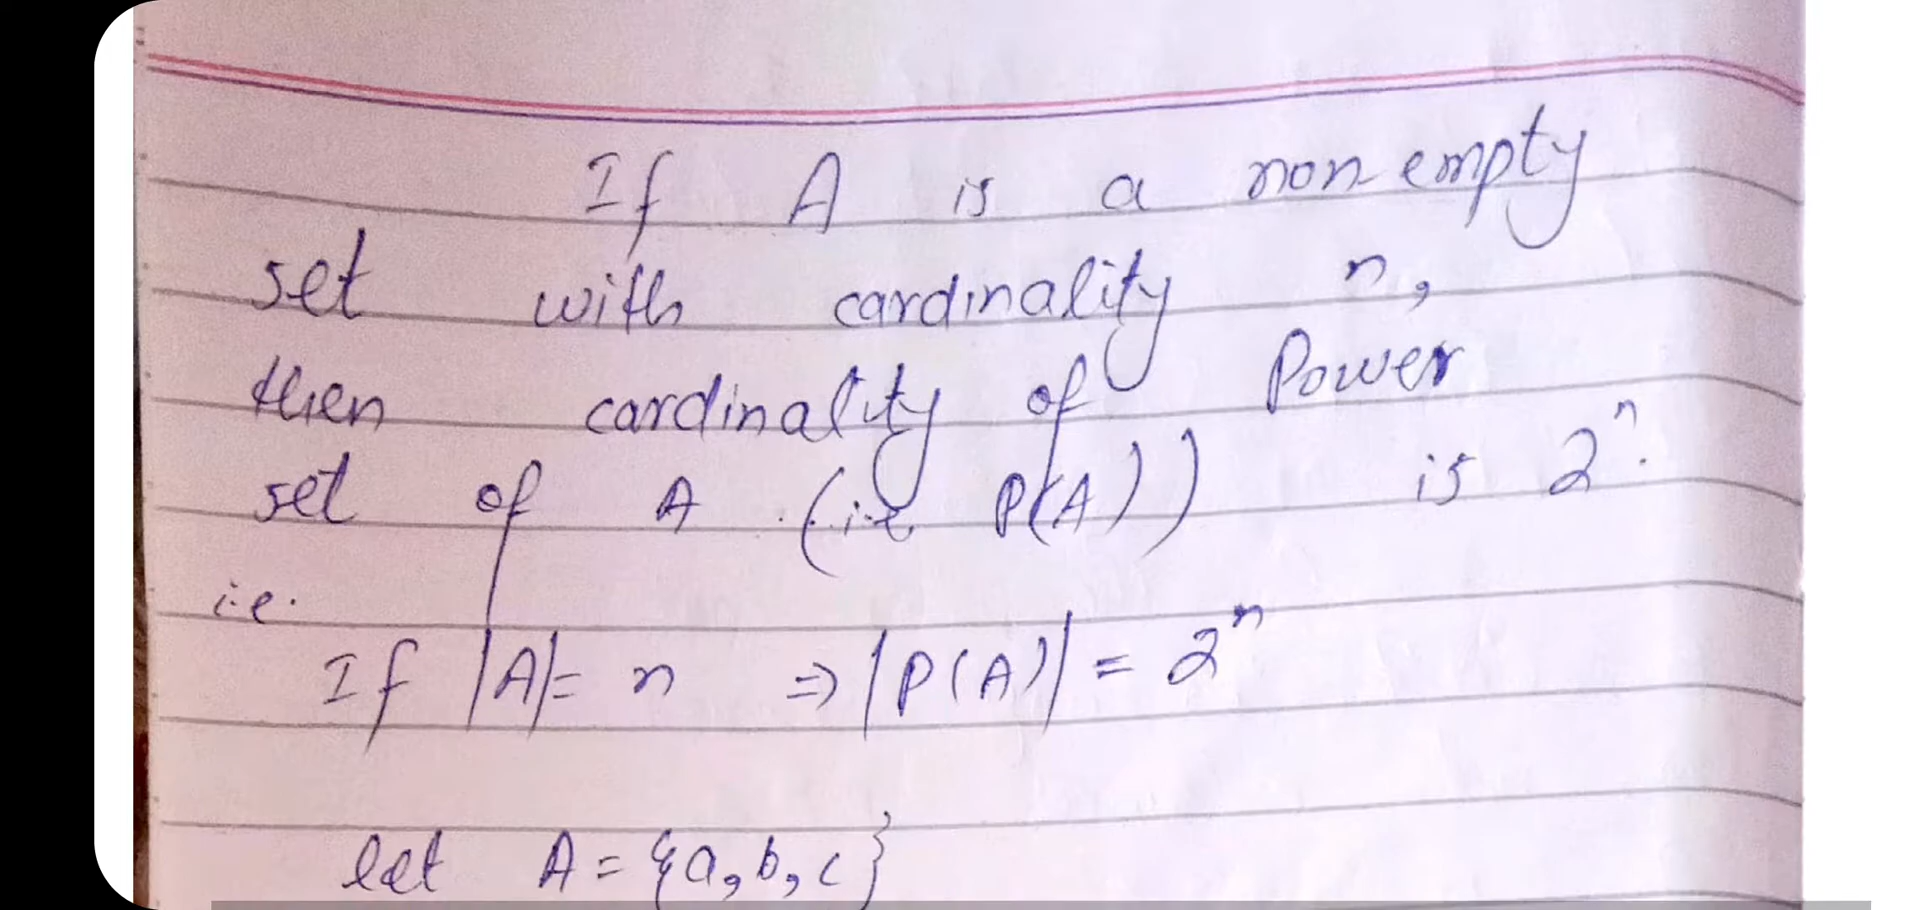 If A is a non-empty
set with cardinality n,
then cardinality of Power
set of A (i.e P(A)) is 2ⁿ.
i.e.
If |A|= n ⇒ |P(A)| = 2ⁿ
let A = {a, b, c}